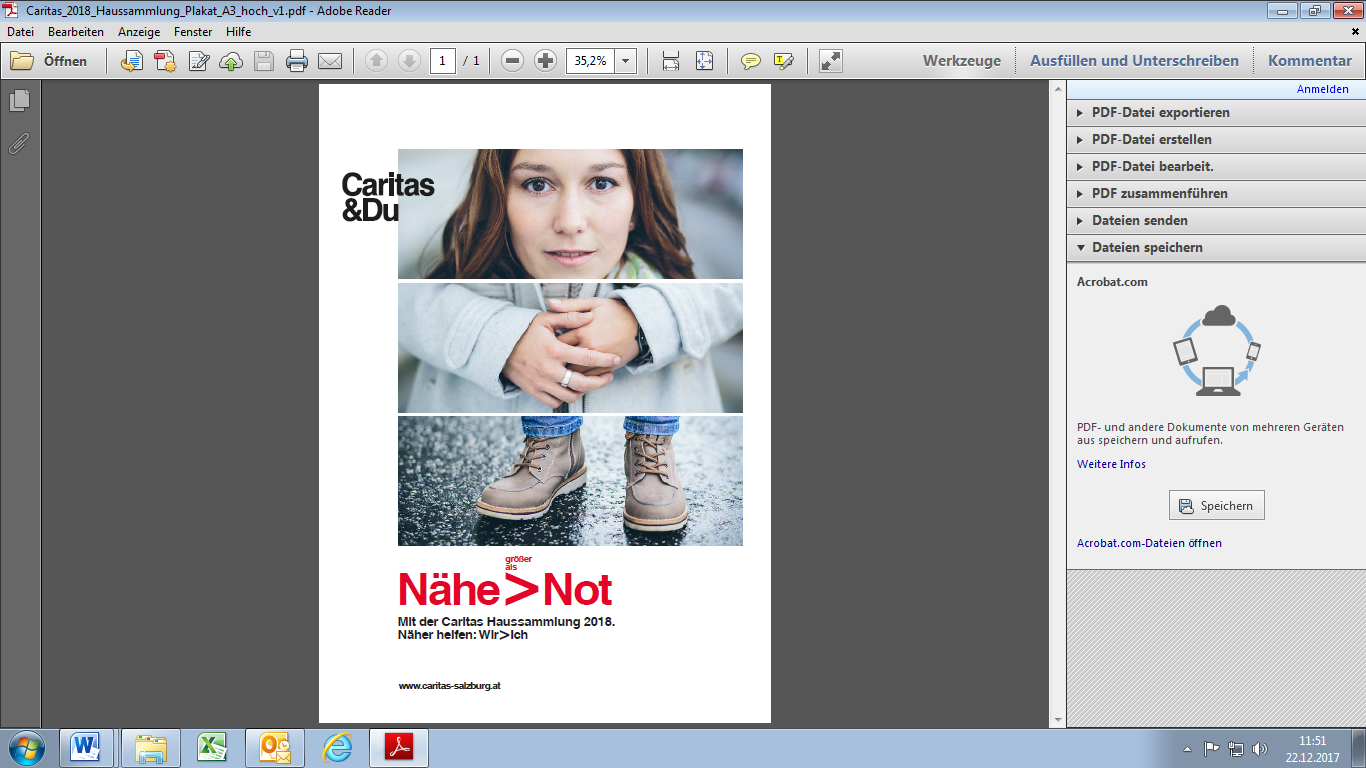 Caritas_2018_Haussammlung_Plakat_A3_hoch_v1.pdf - Adobe Reader
Datei Bearbeiten Anzeige Fenster Hilfe
Öffnen 1 / 1 35,2% Werkzeuge Ausfüllen und Unterschreiben Kommentar
Caritas
&Du
größer
als
Nähe>Not
Mit der Caritas Haussammlung 2018.
Näher helfen: Wir>Ich
www.caritas-salzburg.at
Anmelden
PDF-Datei exportieren
PDF-Datei erstellen
PDF-Datei bearbeit.
PDF zusammenführen
Dateien senden
Dateien speichern
Acrobat.com
PDF- und andere Dokumente von mehreren Geräten
aus speichern und aufrufen.
Weitere Infos
Speichern
Acrobat.com-Dateien öffnen
11:51
22.12.2017